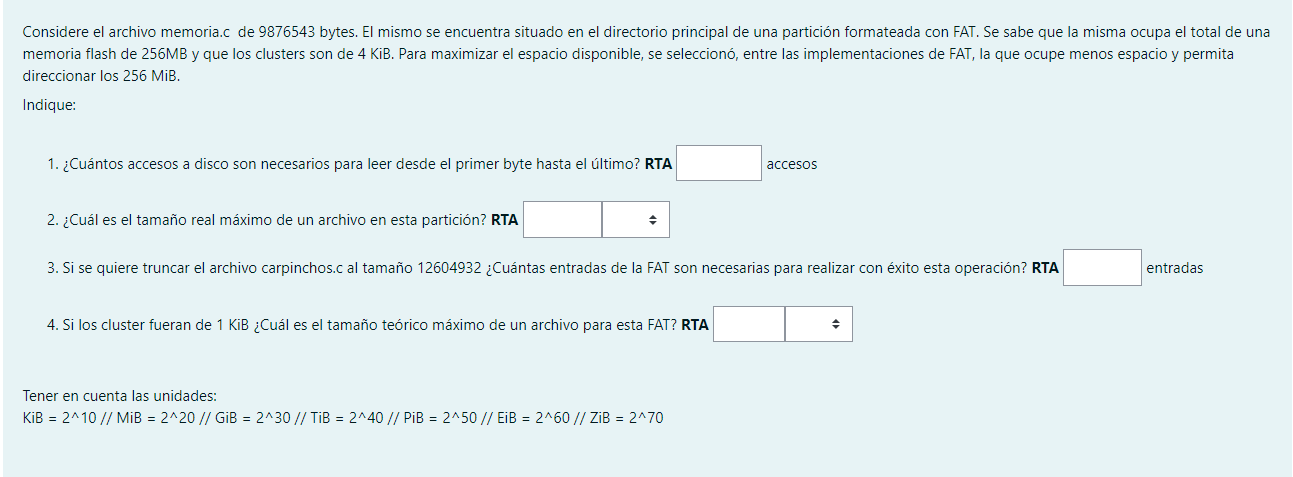 Considere el archivo memoria.c de 9876543 bytes. El mismo se encuentra situado en el directorio principal de una partición formateada con FAT. Se sabe que la misma ocupa el total de una
memoria flash de 256MB y que los clusters son de 4 KiB. Para maximizar el espacio disponible, se seleccionó, entre las implementaciones de FAT, la que ocupe menos espacio y permita
direccionar los 256 MiB.
Indique:
1. ¿Cuántos accesos a disco son necesarios para leer desde el primer byte hasta el último? RTA accesos
2. ¿Cuál es el tamaño real máximo de un archivo en esta partición? RTA
3. Si se quiere truncar el archivo carpinchos.c al tamaño 12604932 ¿Cuántas entradas de la FAT son necesarias para realizar con éxito esta operación? RTA entradas
4. Si los cluster fueran de 1 KiB ¿Cuál es el tamaño teórico máximo de un archivo para esta FAT? RTA
Tener en cuenta las unidades:
KiB = 2^10 // MiB = 2^20 // GiB = 2^30 // TiB = 2^40 // PiB = 2^50 // EiB = 2^60 // ZiB = 2^70